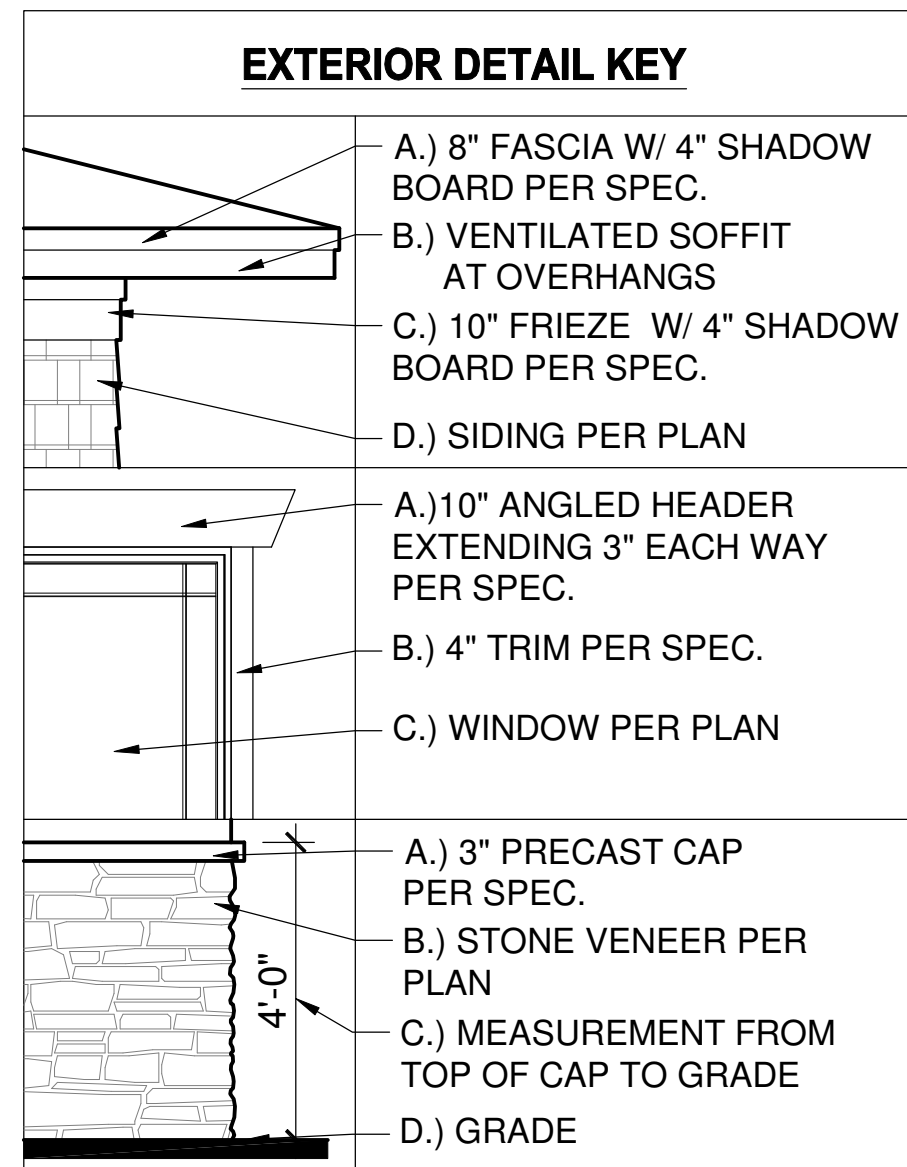 EXTERIOR DETAIL KEY
A.) 8" FASCIA W/ 4" SHADOW
BOARD PER SPEC.
B.) VENTILATED SOFFIT
AT OVERHANGS
C.) 10" FRIEZE W/ 4" SHADOW
BOARD PER SPEC.
D.) SIDING PER PLAN
A.)10" ANGLED HEADER
EXTENDING 3" EACH WAY
PER SPEC.
B.) 4" TRIM PER SPEC.
C.) WINDOW PER PLAN
A.) 3" PRECAST CAP
PER SPEC.
B.) STONE VENEER PER
PLAN
4'-0"
C.) MEASUREMENT FROM
TOP OF CAP TO GRADE
D.) GRADE